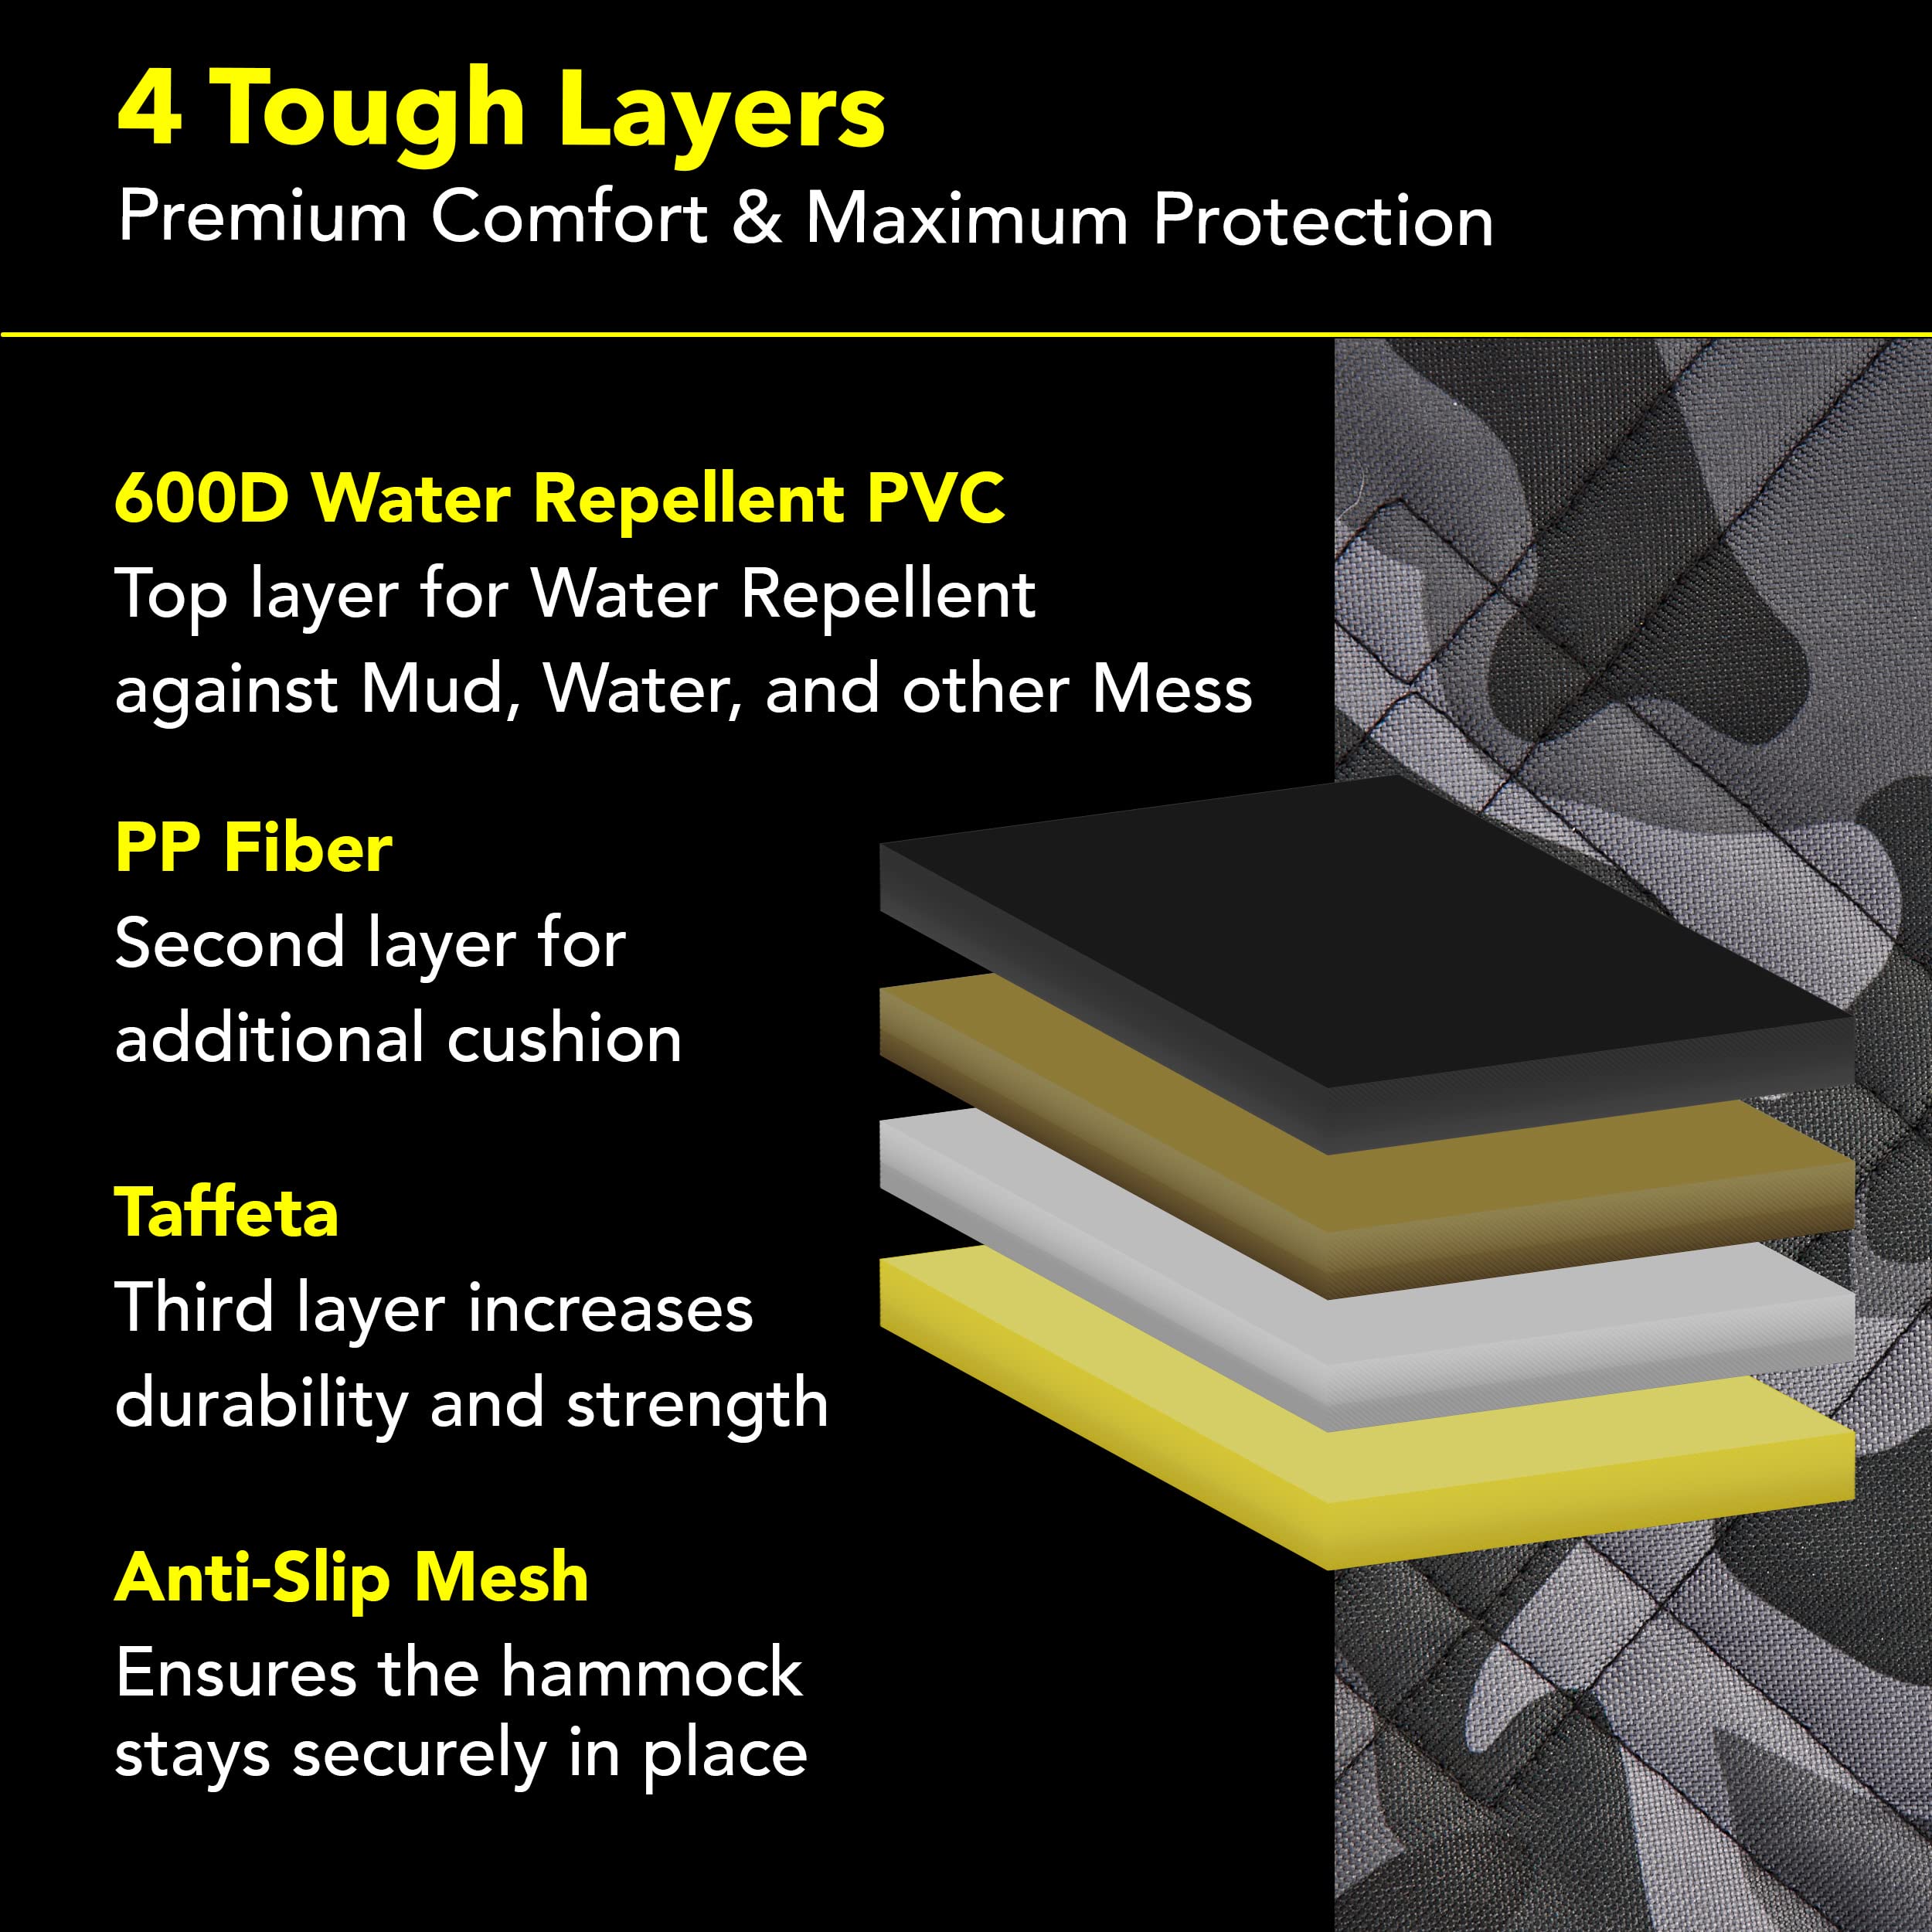 4 Tough Layers
Premium Comfort & Maximum Protection
600D Water Repellent PVC
Top layer for Water Repellent
against Mud, Water, and other Mess
PP Fiber
Second layer for
additional cushion
Taffeta
Third layer increases
durability and strength
Anti-Slip Mesh
Ensures the hammock
stays securely in place